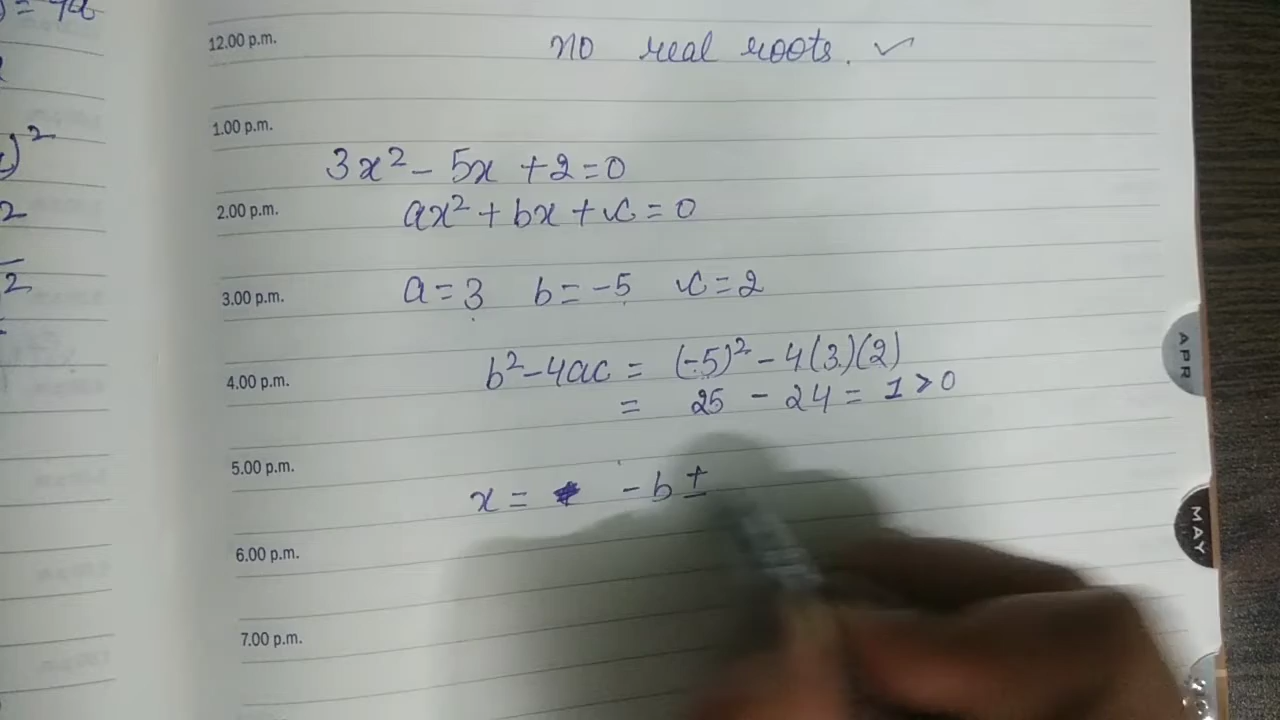 12.00 p.m.
no real roots. ✓
1.00 p.m.
3x² - 5x + 2 = 0
2.00 p.m.
ax² + bx + c = 0
3.00 p.m.
a = 3 b = -5 c = 2
4.00 p.m.
b² - 4ac = (-5)² - 4(3)(2)
= 25 - 24 = 1 > 0
5.00 p.m.
x = - b ±
6.00 p.m.
7.00 p.m.
APR
MAY